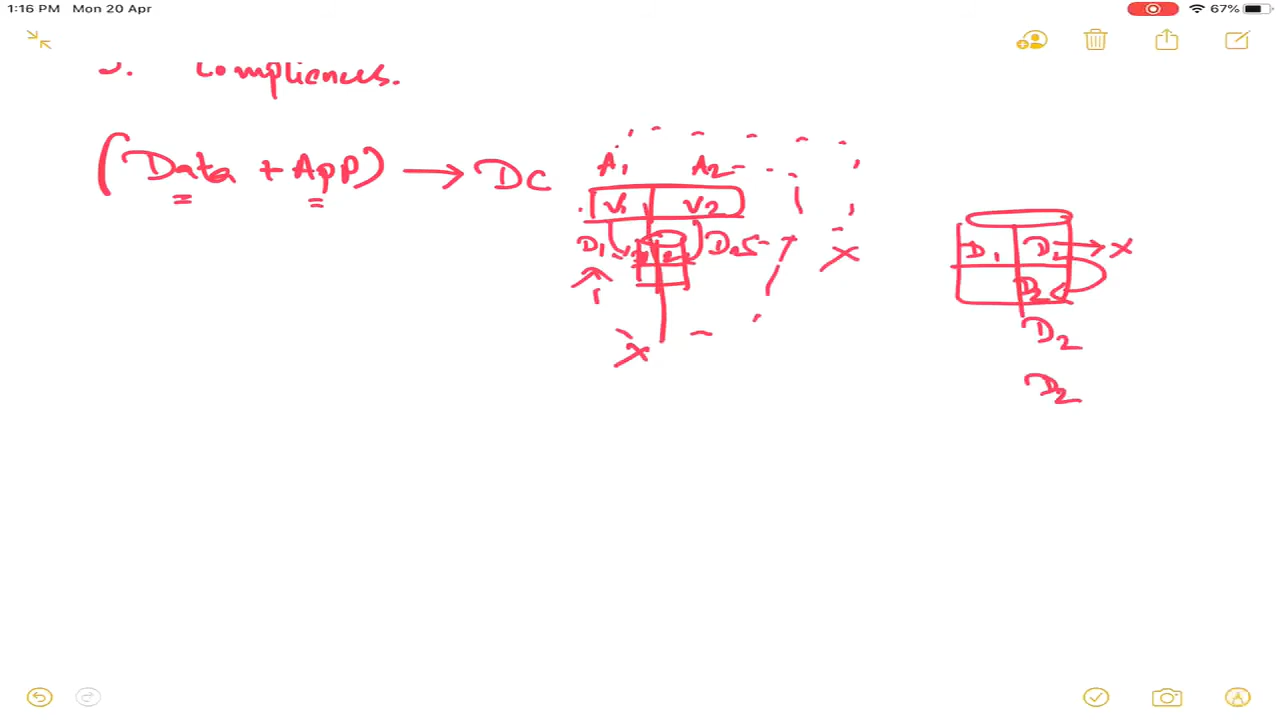 1:16 PM Mon 20 Apr 67%
compliences.
(Data + App) → DC
A1 A2
V1 V2
D1 D2
X
X
D1 D2 → X
D2
D2
D2